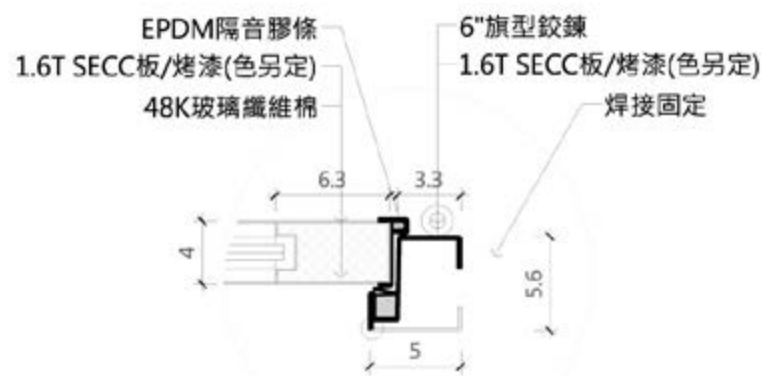 EPDM隔音膠條
1.6T SECC板/烤漆(色另定)
48K玻璃纖維棉
6"旗型鉸鍊
1.6T SECC板/烤漆(色另定)
焊接固定
6.3
3.3
4
5.6
5